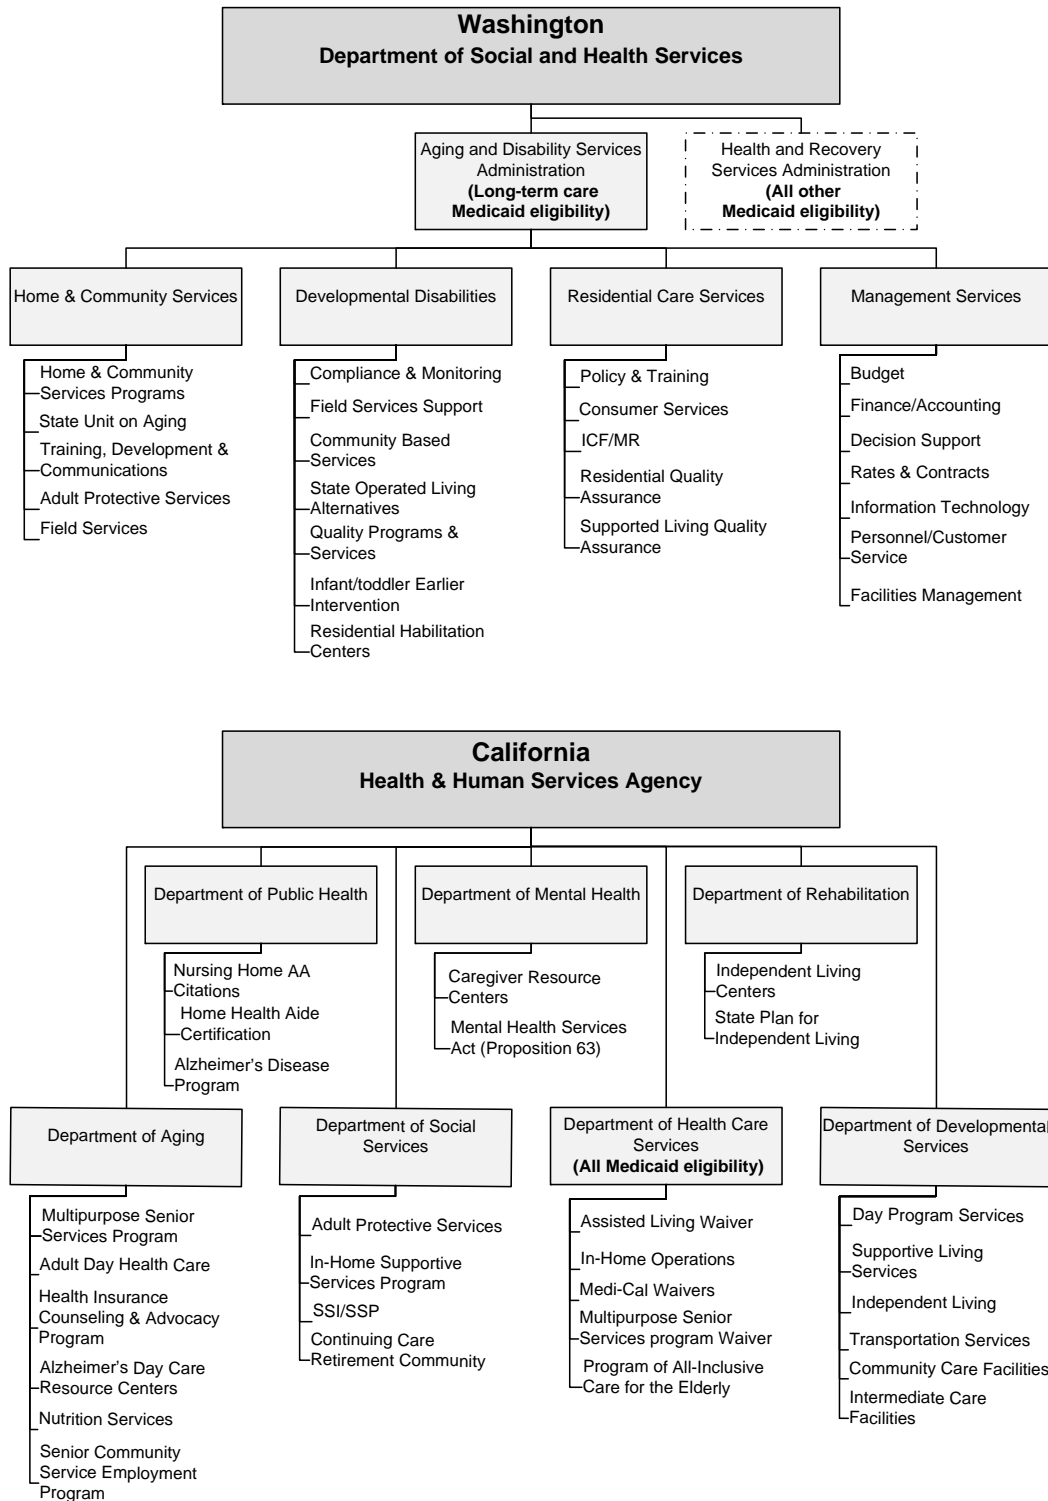 Washington
Department of Social and Health Services
Aging and Disability Services
Administration
(Long-term care
Medicaid eligibility)
Health and Recovery
Services Administration
(All other
Medicaid eligibility)
Home & Community Services
Home & Community
Services Programs
State Unit on Aging
Training, Development &
Communications
Adult Protective Services
Field Services
Developmental Disabilities
Compliance & Monitoring
Field Services Support
Community Based
Services
State Operated Living
Alternatives
Quality Programs &
Services
Infant/toddler Earlier
Intervention
Residential Habilitation
Centers
Residential Care Services
Policy & Training
Consumer Services
ICF/MR
Residential Quality
Assurance
Supported Living Quality
Assurance
Management Services
Budget
Finance/Accounting
Decision Support
Rates & Contracts
Information Technology
Personnel/Customer
Service
Facilities Management
California
Health & Human Services Agency
Department of Public Health
Nursing Home AA
Citations
Home Health Aide
Certification
Alzheimer's Disease
Program
Department of Mental Health
Caregiver Resource
Centers
Mental Health Services
Act (Proposition 63)
Department of Rehabilitation
Independent Living
Centers
State Plan for
Independent Living
Department of Aging
Multipurpose Senior
Services Program
Adult Day Health Care
Health Insurance
Counseling & Advocacy
Program
Alzheimer's Day Care
Resource Centers
Nutrition Services
Senior Community
Service Employment
Program
Department of Social
Services
Adult Protective Services
In-Home Supportive
Services Program
SSI/SSP
Continuing Care
Retirement Community
Department of Health Care
Services
(All Medicaid eligibility)
Assisted Living Waiver
In-Home Operations
Medi-Cal Waivers
Multipurpose Senior
Services program Waiver
Program of All-Inclusive
Care for the Elderly
Department of Developmental
Services
Day Program Services
Supportive Living
Services
Independent Living
Transportation Services
Community Care Facilities
Intermediate Care
Facilities